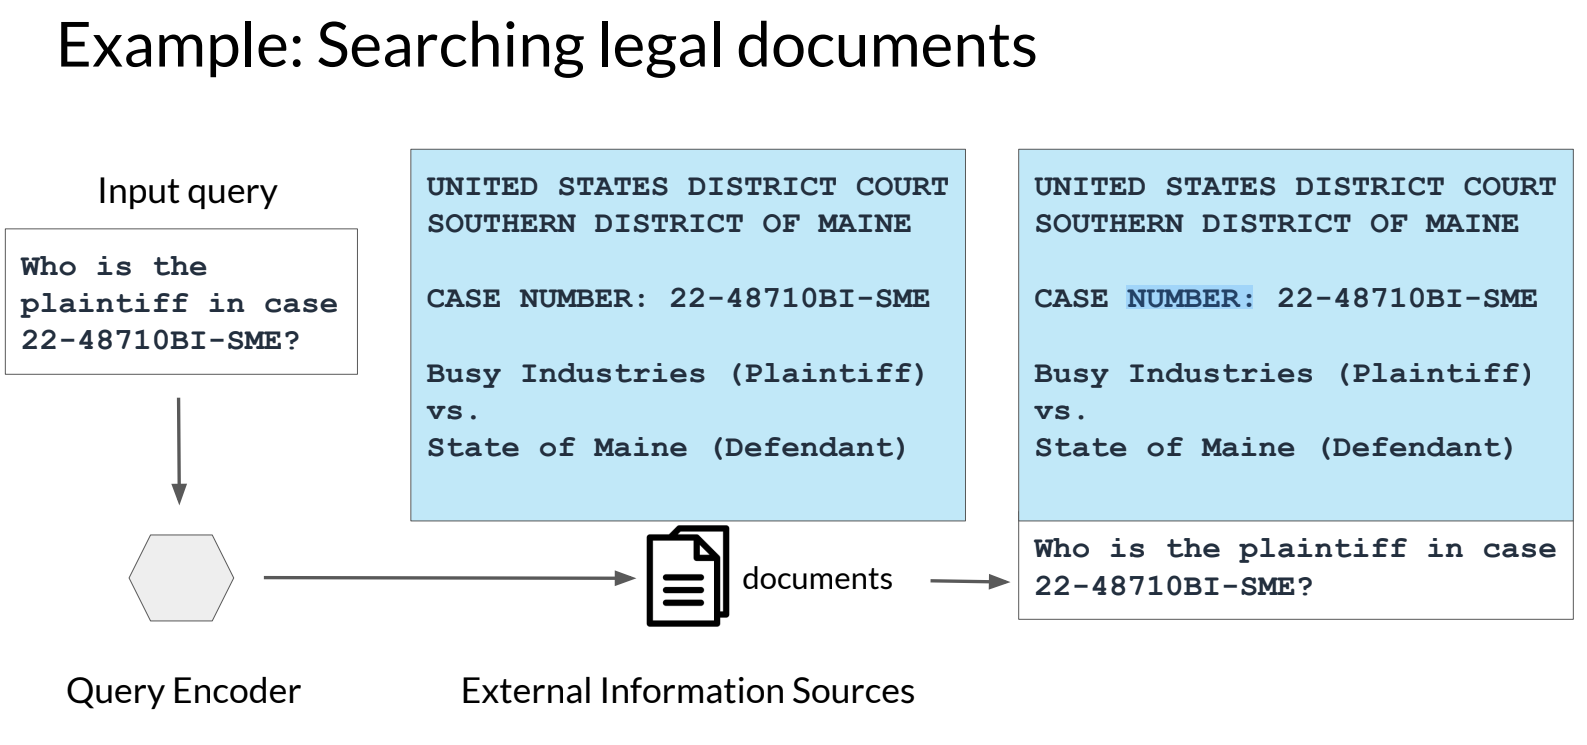 Example: Searching legal documents
Input query
Who is the
plaintiff in case
22-48710BI-SME?
Query Encoder
UNITED STATES DISTRICT COURT
SOUTHERN DISTRICT OF MAINE
CASE NUMBER: 22-48710BI-SME
Busy Industries (Plaintiff)
vs.
State of Maine (Defendant)
documents
External Information Sources
UNITED STATES DISTRICT COURT
SOUTHERN DISTRICT OF MAINE
CASE NUMBER: 22-48710BI-SME
Busy Industries (Plaintiff)
vs.
State of Maine (Defendant)
Who is the plaintiff in case
22-48710BI-SME?